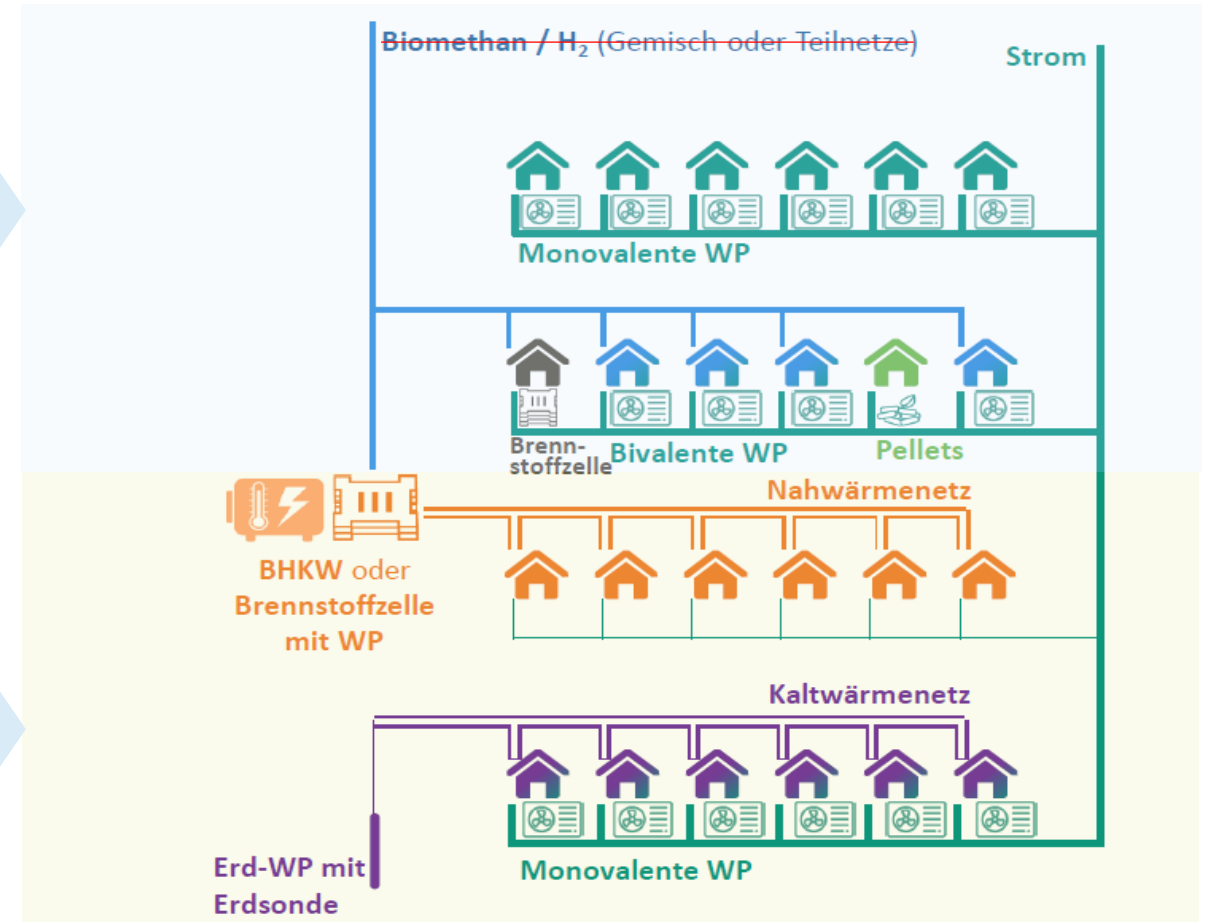 Biomethan / H₂ (Gemisch oder Teilnetze)
Strom
Monovalente WP
Brenn-
stoffzelle
Bivalente WP
Pellets
Nahwärmenetz
BHKW oder
Brennstoffzelle
mit WP
Kaltwärmenetz
Erd-WP mit
Erdsonde
Monovalente WP